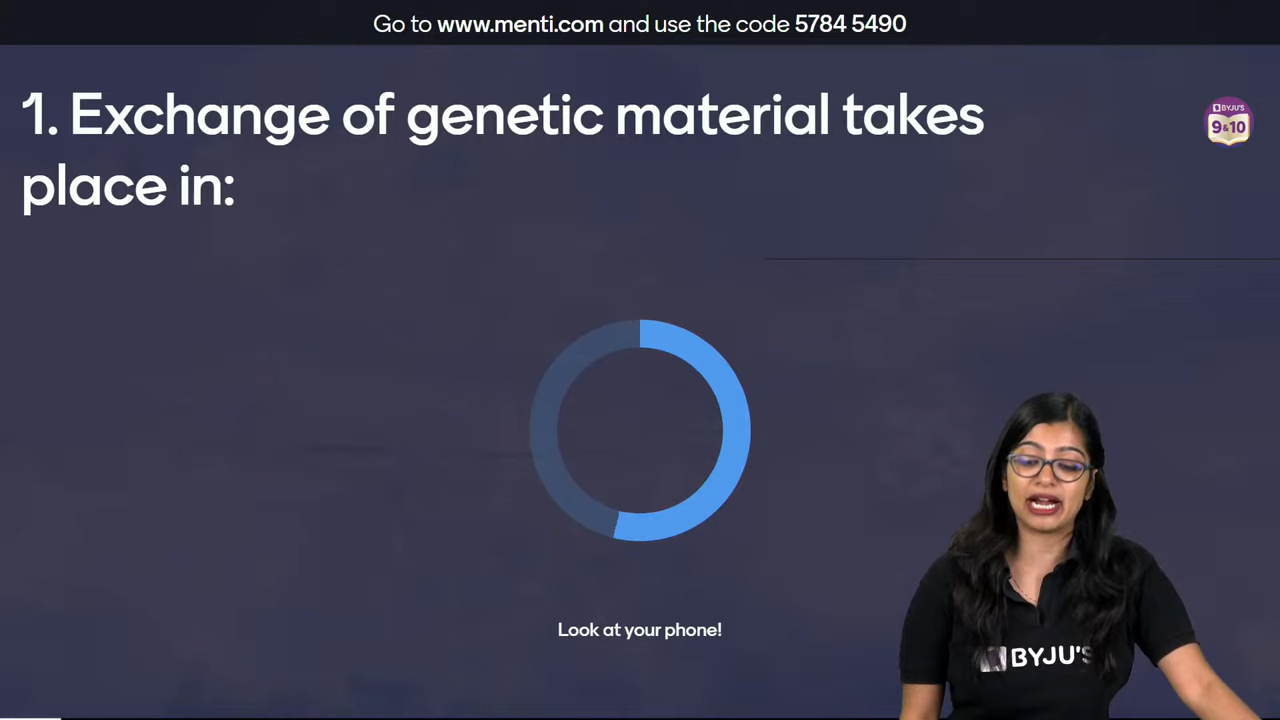 Go to www.menti.com and use the code 5784 5490
1. Exchange of genetic material takes
place in:
BYJU'S
9&10
Look at your phone!
BYJU'S